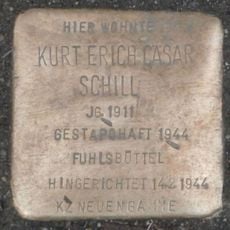 HIER WOHNTE
KURT ERICH CÄSAR
SCHILL
JG. 1911
GESTAPOHAFT 1944
FUHLSBÜTTEL
HINGERICHTET 14.2.1944
KZ NEUENGAMME